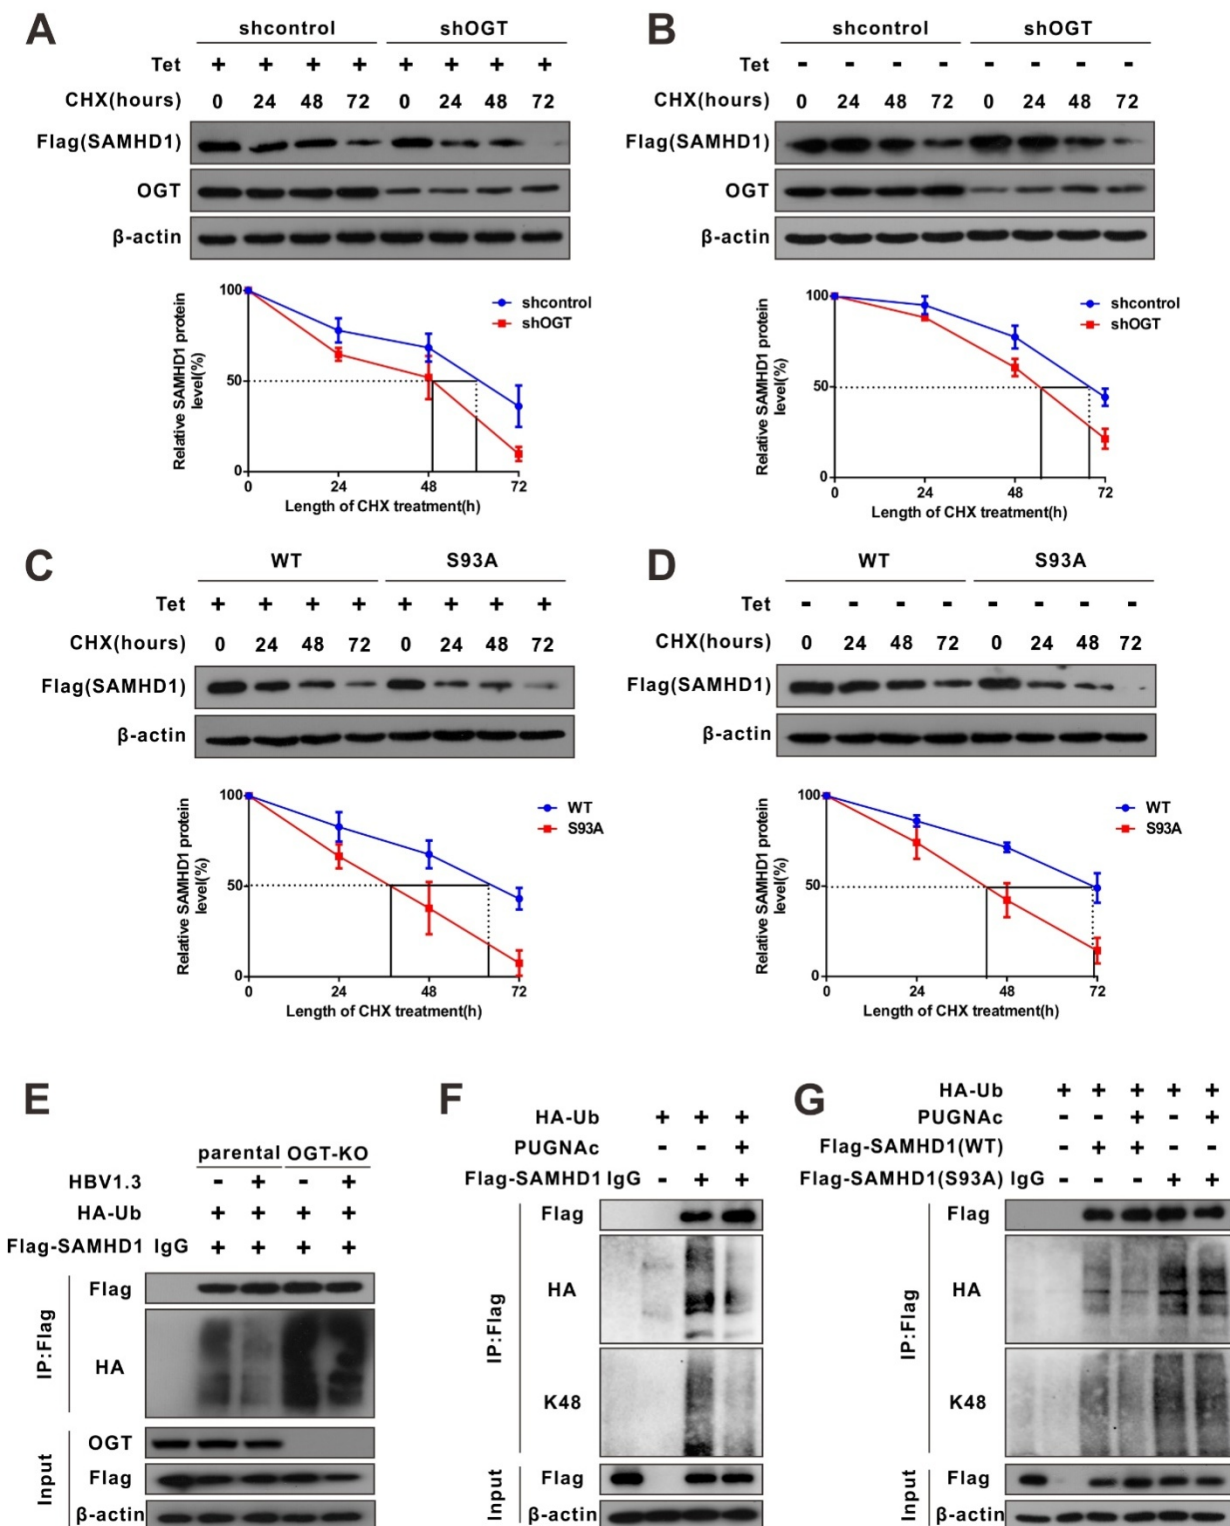 A
shcontrol shOGT
Tet + + + + + + + +
CHX(hours) 0 24 48 72 0 24 48 72
Flag(SAMHD1)
OGT
β-actin
100
50
0
Relative SAMHD1 protein
level(%)
shcontrol
shOGT
0 24 48 72
Length of CHX treatment(h)
B
shcontrol shOGT
Tet - - - - - - - -
CHX(hours) 0 24 48 72 0 24 48 72
Flag(SAMHD1)
OGT
β-actin
100
50
0
Relative SAMHD1 protein
level(%)
shcontrol
shOGT
0 24 48 72
Length of CHX treatment(h)
C
WT S93A
Tet + + + + + + + +
CHX(hours) 0 24 48 72 0 24 48 72
Flag(SAMHD1)
β-actin
100
50
0
Relative SAMHD1 protein
level(%)
WT
S93A
0 24 48 72
Length of CHX treatment(h)
D
WT S93A
Tet - - - - - - - -
CHX(hours) 0 24 48 72 0 24 48 72
Flag(SAMHD1)
β-actin
100
50
0
Relative SAMHD1 protein
level(%)
WT
S93A
0 24 48 72
Length of CHX treatment(h)
E
parental OGT-KO
HBV1.3 - + - +
HA-Ub + + + +
Flag-SAMHD1 IgG + + + +
IP:Flag
Flag
HA
Input
OGT
Flag
β-actin
F
HA-Ub + + +
PUGNAc - - +
Flag-SAMHD1 IgG - + +
IP:Flag
Flag
HA
K48
Input
Flag
β-actin
G
HA-Ub + + + + +
PUGNAc - - + - +
Flag-SAMHD1(WT) - + + - -
Flag-SAMHD1(S93A) IgG - - - + +
IP:Flag
Flag
HA
K48
Input
Flag
β-actin